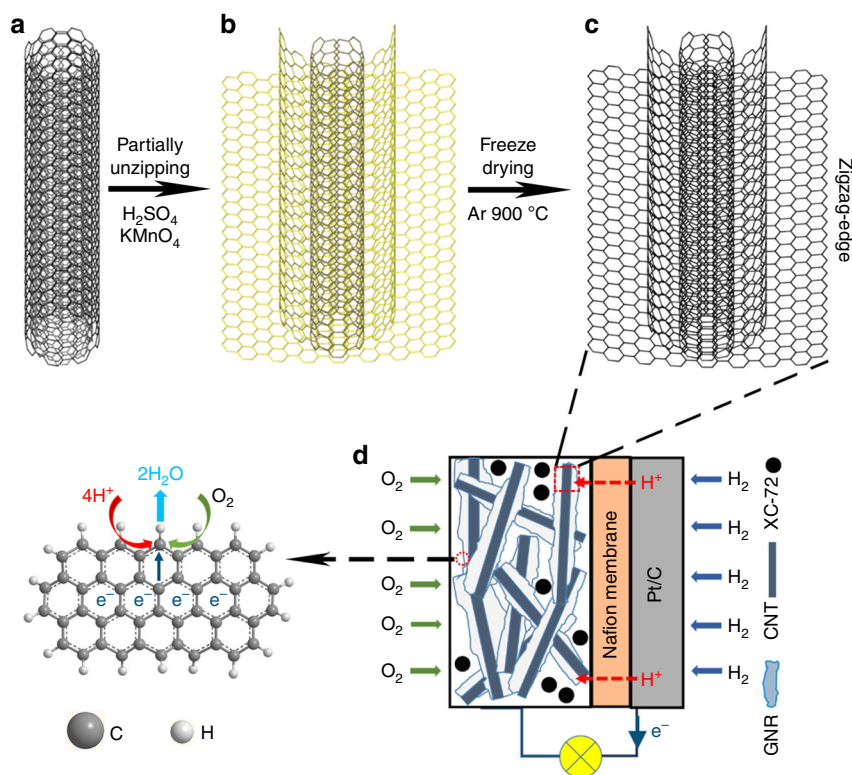 a
b
c
Partially
unzipping
H₂SO₄
KMnO₄
Freeze
drying
Ar 900 °C
Zigzag-edge
d
2H₂O
4H⁺
O₂
e⁻ e⁻ e⁻ e⁻
C
H
O₂
O₂
O₂
O₂
O₂
Nafion membrane
Pt/C
H⁺
H⁺
H₂
H₂
H₂
H₂
H₂
e⁻
XC-72
CNT
GNR